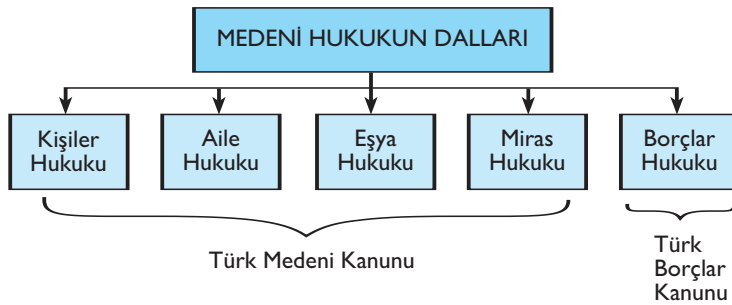 MEDENİ HUKUKUN DALLARI
Kişiler
Hukuku
Aile
Hukuku
Eşya
Hukuku
Miras
Hukuku
Borçlar
Hukuku
Türk Medeni Kanunu
Türk
Borçlar
Kanunu